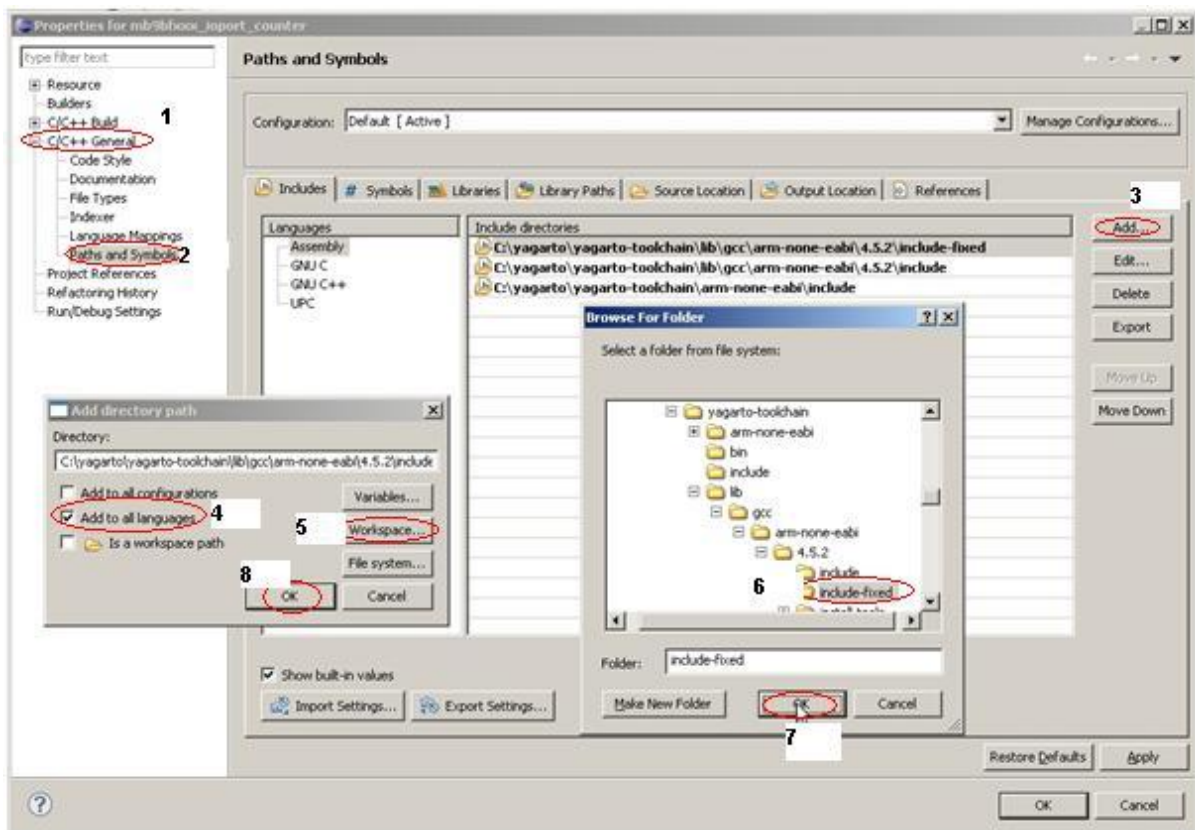 Properties for mb9bfxxx_ioport_counter
type filter text
Resource
Builders
C/C++ Build
1
C/C++ General
Code Style
Documentation
File Types
Indexer
Language Mappings
Paths and Symbols
2
Project References
Refactoring History
Run/Debug Settings
Paths and Symbols
Configuration:
Default [ Active ]
Manage Configurations...
Includes
# Symbols
Libraries
Library Paths
Source Location
Output Location
References
3
Languages
Assembly
GNU C
GNU C++
UPC
Include directories
C:\yagarto\yagarto-toolchain\lib\gcc\arm-none-eabi\4.5.2\include-fixed
C:\yagarto\yagarto-toolchain\lib\gcc\arm-none-eabi\4.5.2\include
C:\yagarto\yagarto-toolchain\arm-none-eabi\include
Add...
Edit...
Delete
Export
Move Up
Move Down
Add directory path
Directory:
C:\yagarto\yagarto-toolchain\lib\gcc\arm-none-eabi\4.5.2\include
Add to all configurations
Add to all languages
4
Is a workspace path
Variables...
5
Workspace...
File system...
8
OK
Cancel
Browse For Folder
Select a folder from file system:
yagarto-toolchain
arm-none-eabi
bin
include
lib
gcc
arm-none-eabi
4.5.2
include
6
include-fixed
install-tools
Folder:
include-fixed
Make New Folder
OK
Cancel
7
Show built-in values
Import Settings...
Export Settings...
Restore Defaults
Apply
?
OK
Cancel